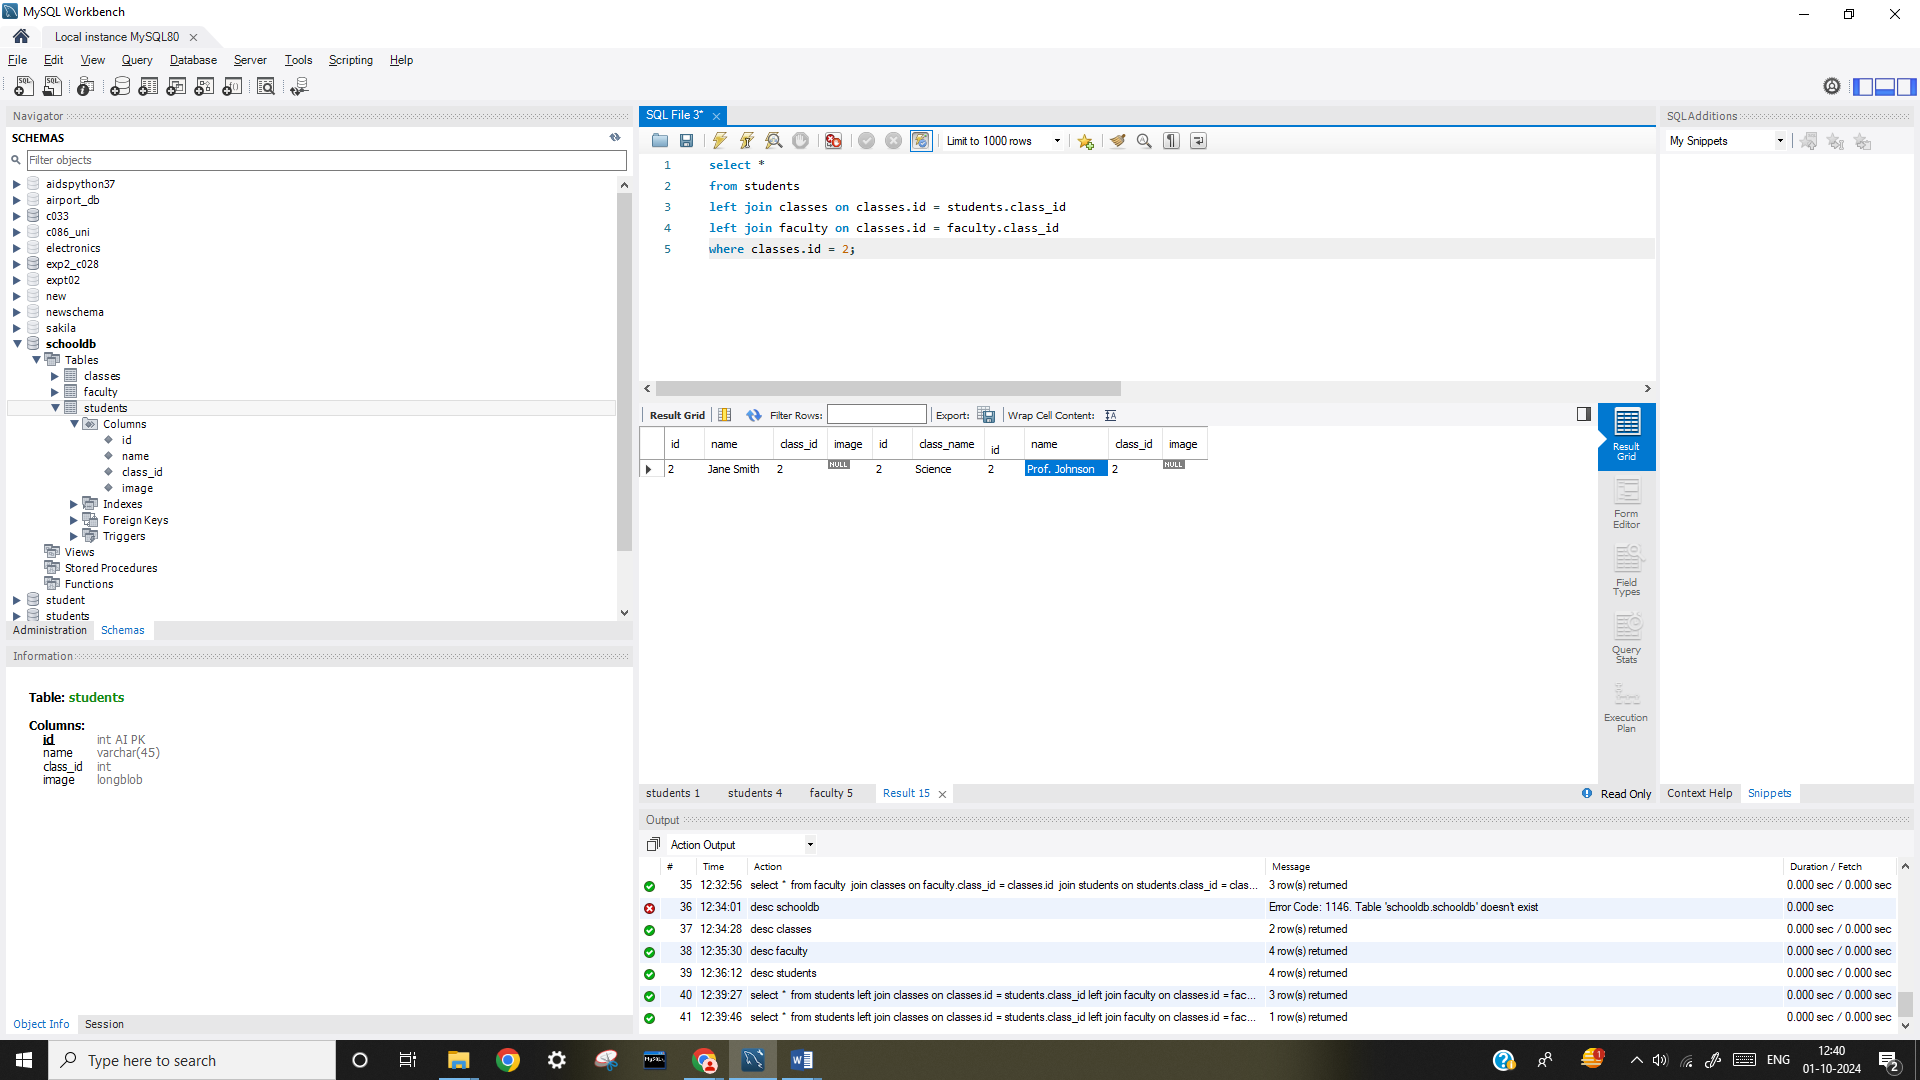 MySQL Workbench
Local instance MySQL80
File Edit View Query Database Server Tools Scripting Help
Navigator
SCHEMAS
Filter objects
aidspython37
airport_db
c033
c086_uni
electronics
exp2_c028
expt02
new
newschema
sakila
schooldb
Tables
classes
faculty
students
Columns
id
name
class_id
image
Indexes
Foreign Keys
Triggers
Views
Stored Procedures
Functions
student
students
Administration Schemas
Information
Table: students
Columns:
id int AI PK
name varchar(45)
class_id int
image longblob
Object Info Session
SQL File 3*
Limit to 1000 rows
1 select *
2 from students
3 left join classes on classes.id = students.class_id
4 left join faculty on classes.id = faculty.class_id
5 where classes.id = 2;
Result Grid Filter Rows: Export: Wrap Cell Content:
id name class_id image id class_name id name class_id image
2 Jane Smith 2 NULL 2 Science 2 Prof. Johnson 2 NULL
Result Grid
Form Editor
Field Types
Query Stats
Execution Plan
students 1 students 4 faculty 5 Result 15 Read Only
SQLAdditions
My Snippets
Context Help Snippets
Output
Action Output
# Time Action Message Duration / Fetch
35 12:32:56 select * from faculty join classes on faculty.class_id = classes.id join students on students.class_id = clas... 3 row(s) returned 0.000 sec / 0.000 sec
36 12:34:01 desc schooldb Error Code: 1146. Table 'schooldb.schooldb' doesn't exist 0.000 sec
37 12:34:28 desc classes 2 row(s) returned 0.000 sec / 0.000 sec
38 12:35:30 desc faculty 4 row(s) returned 0.000 sec / 0.000 sec
39 12:36:12 desc students 4 row(s) returned 0.000 sec / 0.000 sec
40 12:39:27 select * from students left join classes on classes.id = students.class_id left join faculty on classes.id = fac... 3 row(s) returned 0.000 sec / 0.000 sec
41 12:39:46 select * from students left join classes on classes.id = students.class_id left join faculty on classes.id = fac... 1 row(s) returned 0.000 sec / 0.000 sec
Type here to search
ENG
12:40
01-10-2024
2